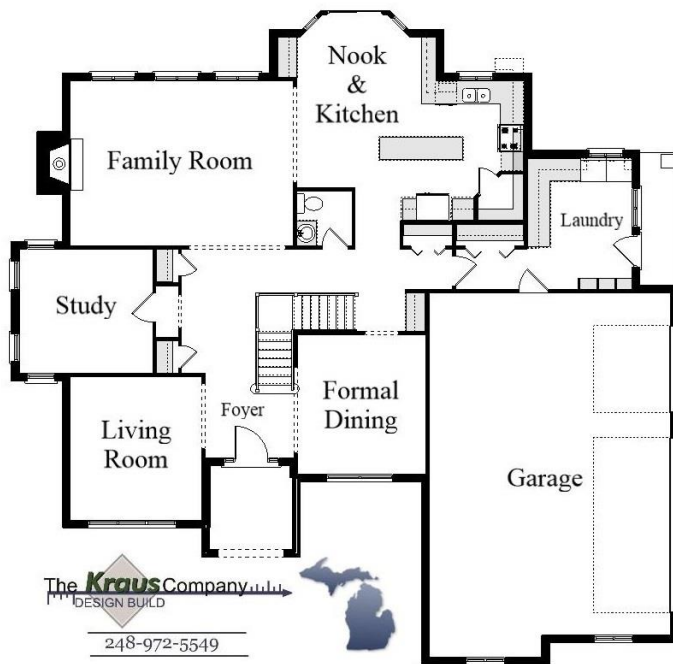 Nook
&
Kitchen
Family Room
Laundry
Study
Foyer
Formal
Dining
Living
Room
Garage
The Kraus Company
DESIGN BUILD
248-972-5549